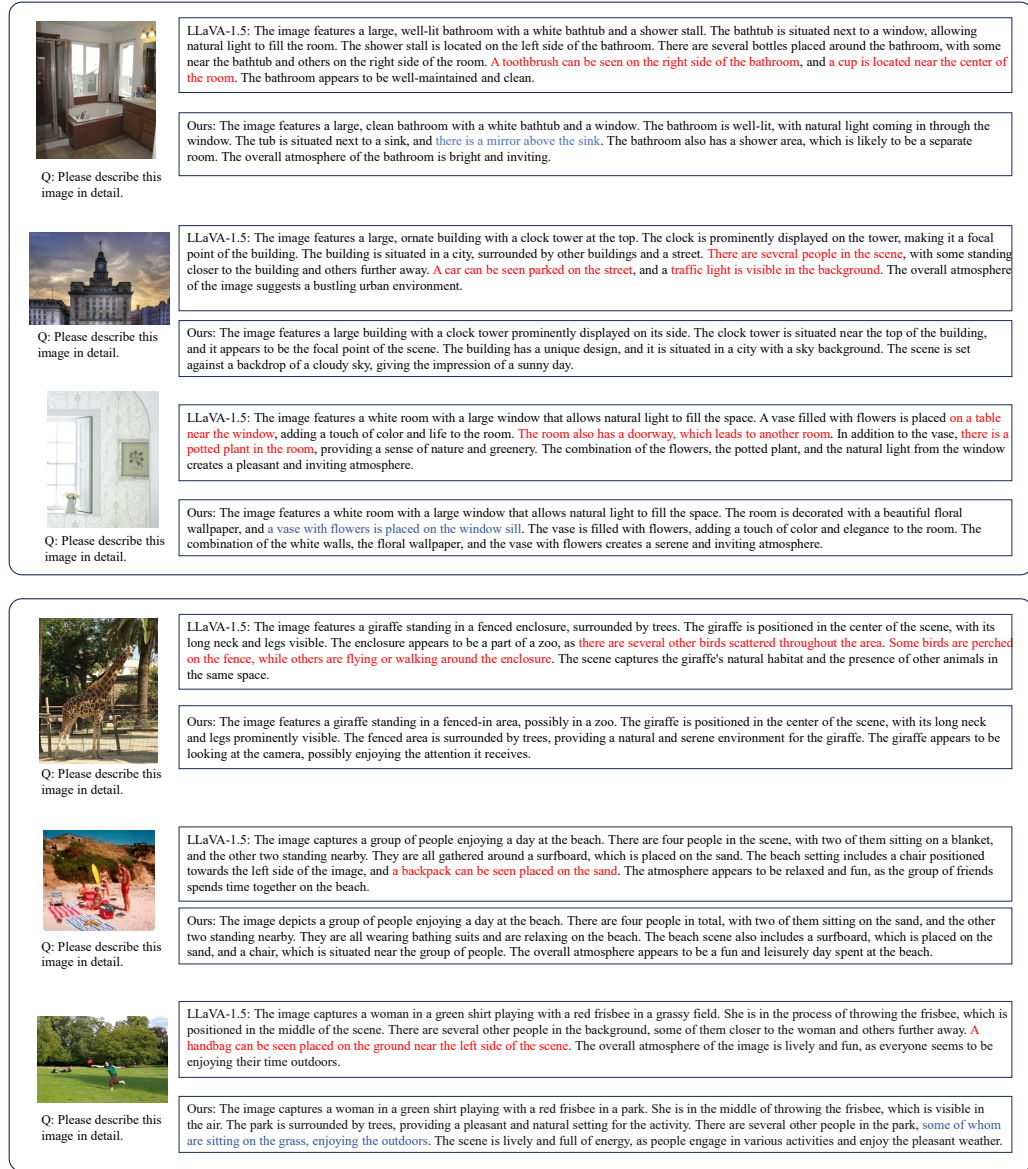 LLaVA-1.5: The image features a large, well-lit bathroom with a white bathtub and a shower stall. The bathtub is situated next to a window, allowing
natural light to fill the room. The shower stall is located on the left side of the bathroom. There are several bottles placed around the bathroom, with some
near the bathtub and others on the right side of the room. A toothbrush can be seen on the right side of the bathroom, and a cup is located near the center of
the room. The bathroom appears to be well-maintained and clean.
Ours: The image features a large, clean bathroom with a white bathtub and a window. The bathroom is well-lit, with natural light coming in through the
window. The tub is situated next to a sink, and there is a mirror above the sink. The bathroom also has a shower area, which is likely to be a separate
room. The overall atmosphere of the bathroom is bright and inviting.
Q: Please describe this
image in detail.
LLaVA-1.5: The image features a large, ornate building with a clock tower at the top. The clock is prominently displayed on the tower, making it a focal
point of the building. The building is situated in a city, surrounded by other buildings and a street. There are several people in the scene, with some standing
closer to the building and others further away. A car can be seen parked on the street, and a traffic light is visible in the background. The overall atmosphere
of the image suggests a bustling urban environment.
Ours: The image features a large building with a clock tower prominently displayed on its side. The clock tower is situated near the top of the building,
and it appears to be the focal point of the scene. The building has a unique design, and it is situated in a city with a sky background. The scene is set
against a backdrop of a cloudy sky, giving the impression of a sunny day.
Q: Please describe this
image in detail.
LLaVA-1.5: The image features a white room with a large window that allows natural light to fill the space. A vase filled with flowers is placed on a table
near the window, adding a touch of color and life to the room. The room also has a doorway, which leads to another room. In addition to the vase, there is a
potted plant in the room, providing a sense of nature and greenery. The combination of the flowers, the potted plant, and the natural light from the window
creates a pleasant and inviting atmosphere.
Ours: The image features a white room with a large window that allows natural light to fill the space. The room is decorated with a beautiful floral
wallpaper, and a vase with flowers is placed on the window sill. The vase is filled with flowers, adding a touch of color and elegance to the room. The
combination of the white walls, the floral wallpaper, and the vase with flowers creates a serene and inviting atmosphere.
Q: Please describe this
image in detail.
LLaVA-1.5: The image features a giraffe standing in a fenced enclosure, surrounded by trees. The giraffe is positioned in the center of the scene, with its
long neck and legs visible. The enclosure appears to be a part of a zoo, as there are several other birds scattered throughout the area. Some birds are perched
on the fence, while others are flying or walking around the enclosure. The scene captures the giraffe's natural habitat and the presence of other animals in
the same space.
Ours: The image features a giraffe standing in a fenced-in area, possibly in a zoo. The giraffe is positioned in the center of the scene, with its long neck
and legs prominently visible. The fenced area is surrounded by trees, providing a natural and serene environment for the giraffe. The giraffe appears to be
looking at the camera, possibly enjoying the attention it receives.
Q: Please describe this
image in detail.
LLaVA-1.5: The image captures a group of people enjoying a day at the beach. There are four people in the scene, with two of them sitting on a blanket,
and the other two standing nearby. They are all gathered around a surfboard, which is placed on the sand. The beach setting includes a chair positioned
towards the left side of the image, and a backpack can be seen placed on the sand. The atmosphere appears to be relaxed and fun, as the group of friends
spends time together on the beach.
Ours: The image depicts a group of people enjoying a day at the beach. There are four people in total, with two of them sitting on the sand, and the other
two standing nearby. They are all wearing bathing suits and are relaxing on the beach. The beach scene also includes a surfboard, which is placed on the
sand, and a chair, which is situated near the group of people. The overall atmosphere appears to be a fun and leisurely day spent at the beach.
Q: Please describe this
image in detail.
LLaVA-1.5: The image captures a woman in a green shirt playing with a red frisbee in a grassy field. She is in the process of throwing the frisbee, which is
positioned in the middle of the scene. There are several other people in the background, some of them closer to the woman and others further away. A
handbag can be seen placed on the ground near the left side of the scene. The overall atmosphere of the image is lively and fun, as everyone seems to be
enjoying their time outdoors.
Ours: The image captures a woman in a green shirt playing with a red frisbee in a park. She is in the middle of throwing the frisbee, which is visible in
the air. The park is surrounded by trees, providing a pleasant and natural setting for the activity. There are several other people in the park, some of whom
are sitting on the grass, enjoying the outdoors. The scene is lively and full of energy, as people engage in various activities and enjoy the pleasant weather.
Q: Please describe this
image in detail.